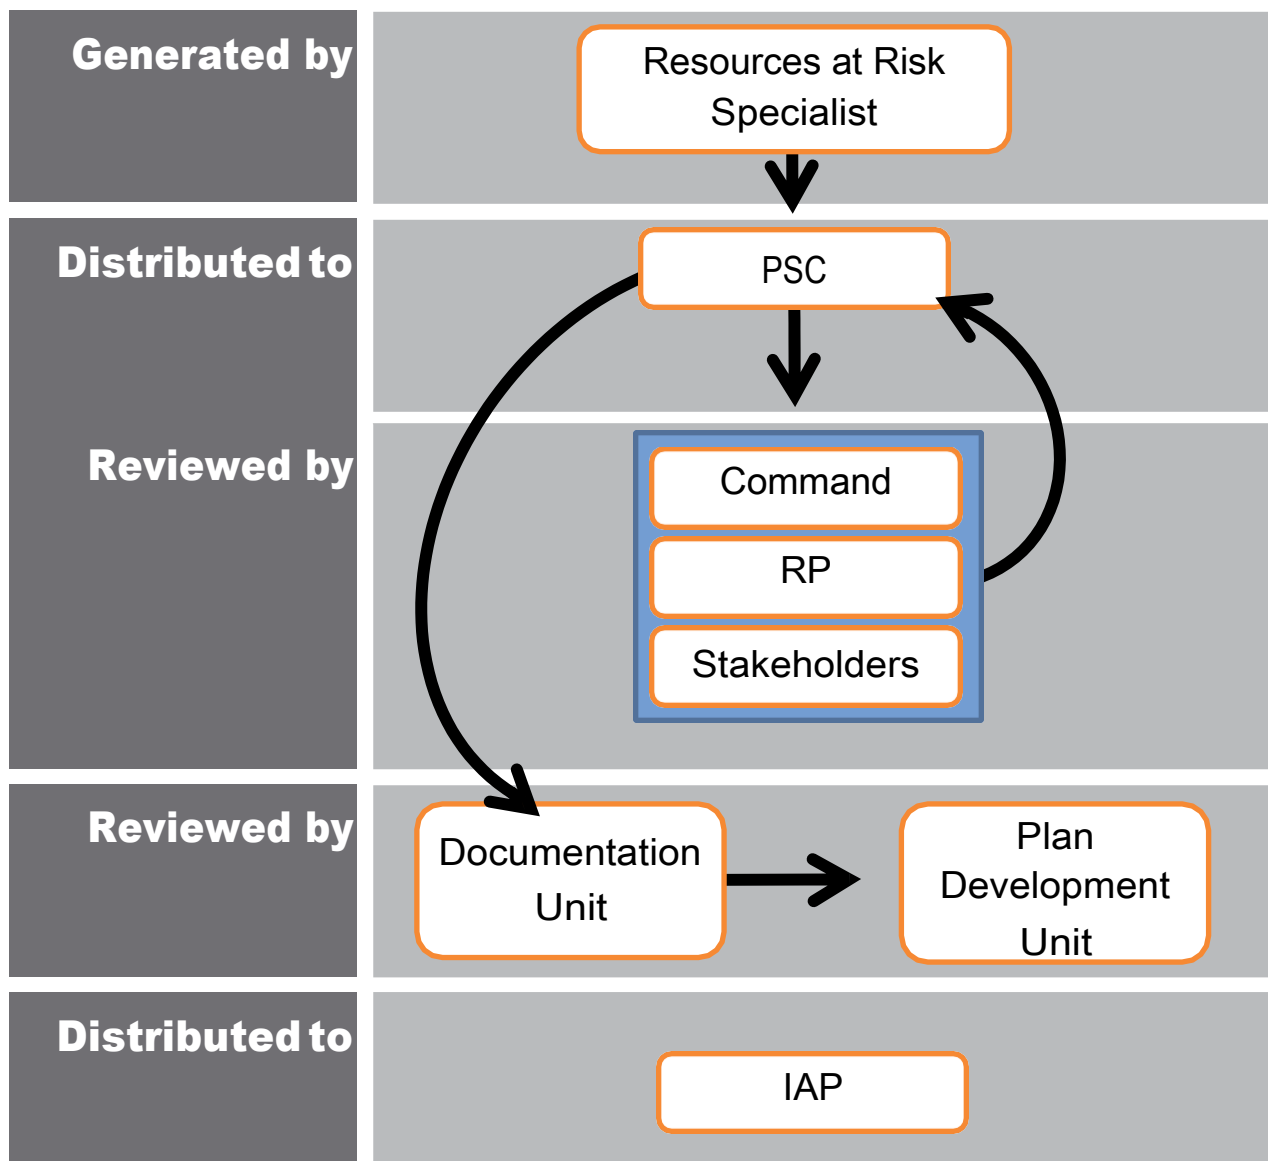 Generated by
Resources at Risk
Specialist
Distributed to
PSC
Reviewed by
Command
RP
Stakeholders
Reviewed by
Documentation
Unit
Plan
Development
Unit
Distributed to
IAP